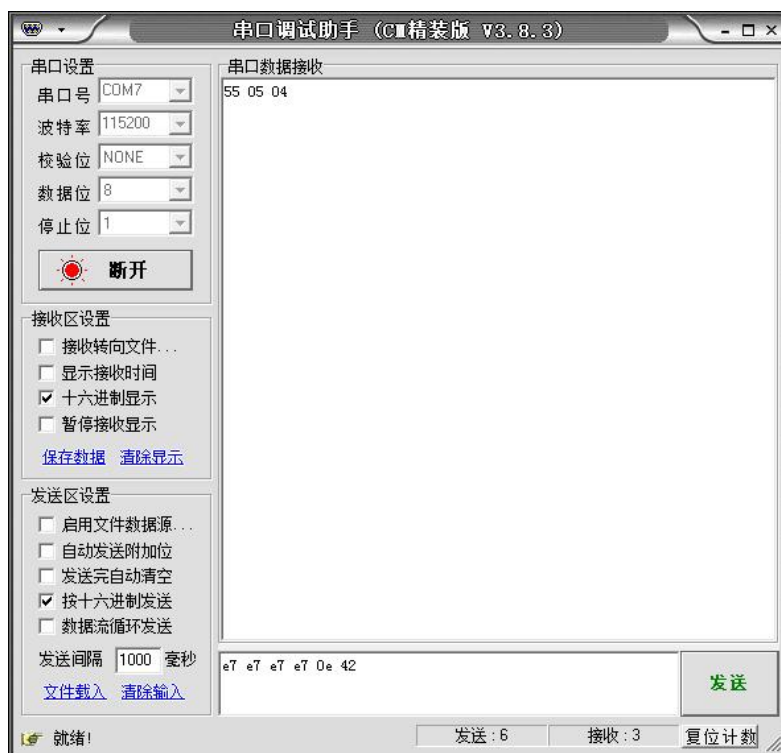 串口调试助手 (CM精装版 V3.8.3)
串口设置
串口号 COM7
波特率 115200
校验位 NONE
数据位 8
停止位 1
断开
接收区设置
接收转向文件...
显示接收时间
十六进制显示
暂停接收显示
保存数据 清除显示
发送区设置
启用文件数据源...
自动发送附加位
发送完自动清空
按十六进制发送
数据流循环发送
发送间隔 1000 毫秒
文件载入 清除输入
串口数据接收
55 05 04
e7 e7 e7 e7 0e 42
发送
就绪!
发送:6
接收:3
复位计数